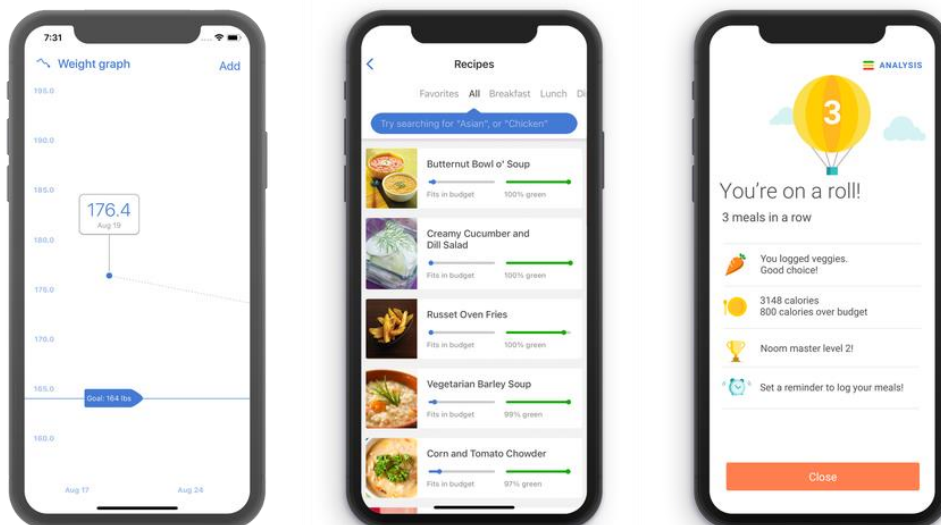 7:31
Weight graph
Add
195.0
190.0
185.0
176.4
Aug 19
180.0
175.0
170.0
165.0
Goal: 164 lbs
160.0
Aug 17
Aug 24
Recipes
Favorites All Breakfast Lunch Di
Try searching for "Asian", or "Chicken"
Butternut Bowl o' Soup
Fits in budget
100% green
Creamy Cucumber and
Dill Salad
Fits in budget
100% green
Russet Oven Fries
Fits in budget
100% green
Vegetarian Barley Soup
Fits in budget
99% green
Corn and Tomato Chowder
Fits in budget
97% green
ANALYSIS
3
You're on a roll!
3 meals in a row
You logged veggies.
Good choice!
3148 calories
800 calories over budget
Noom master level 2!
Set a reminder to log your meals!
Close